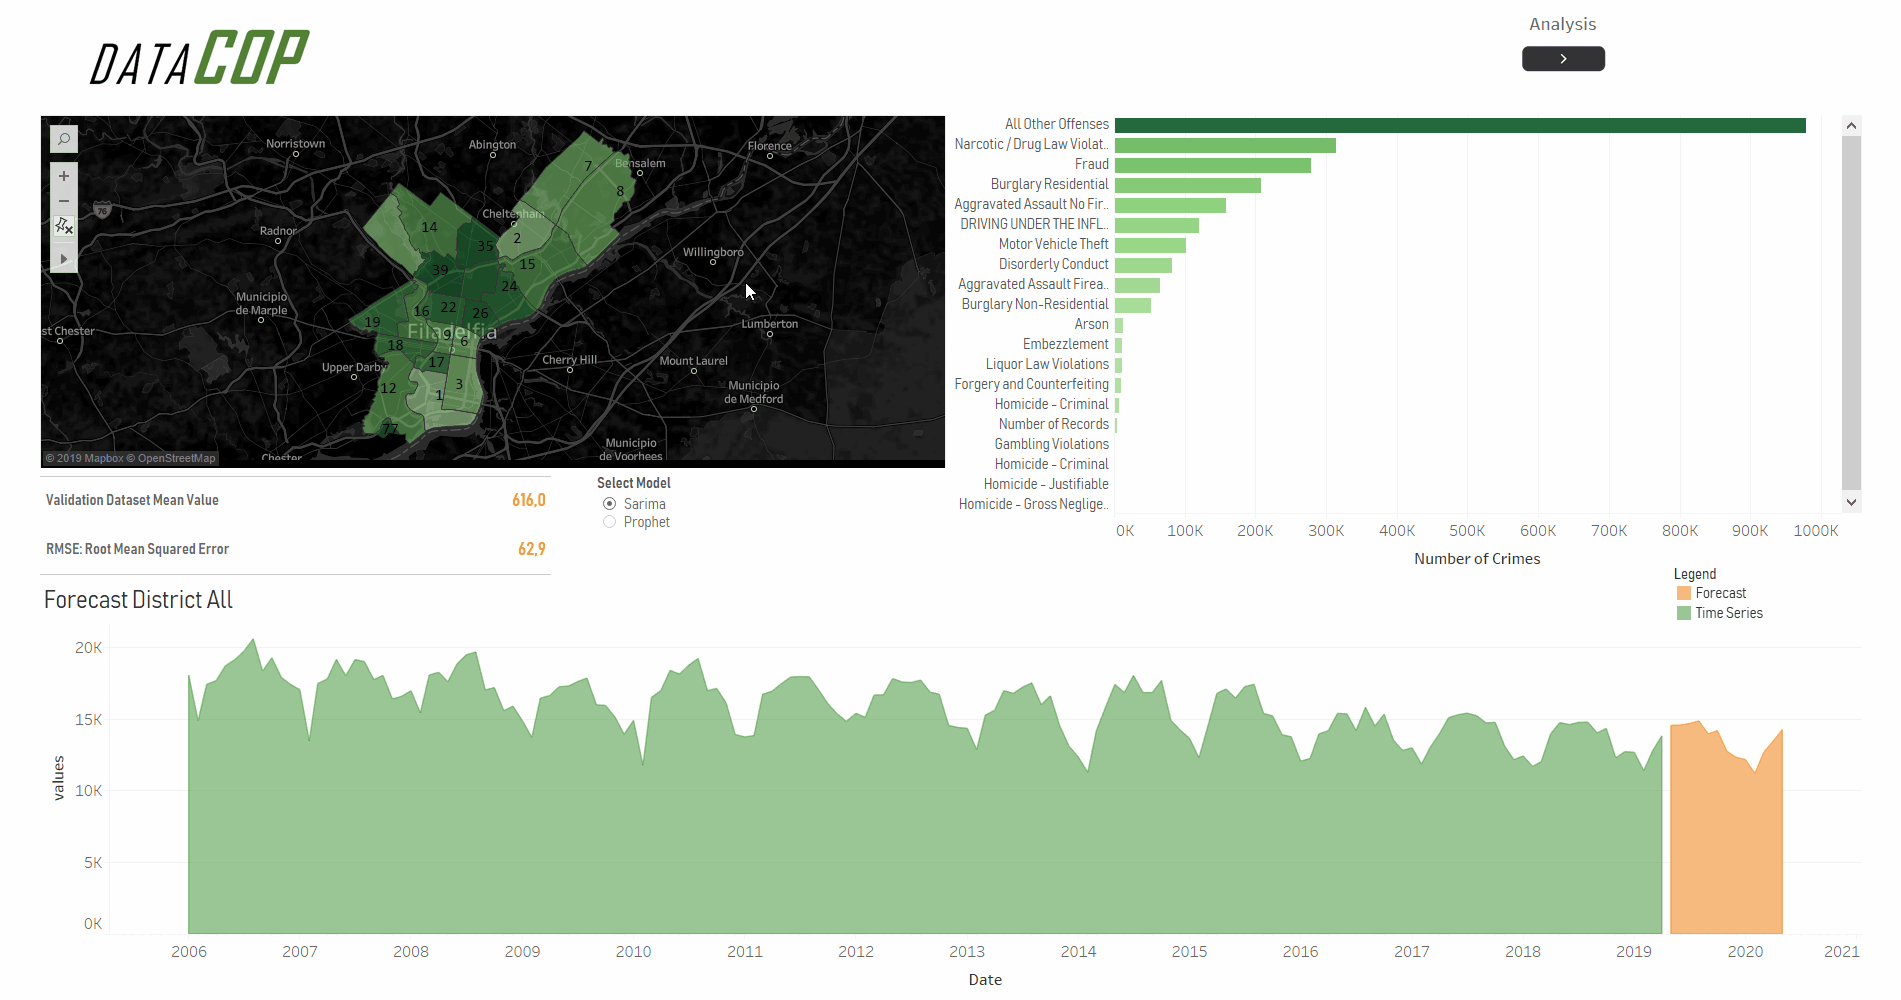 DATACOP
Analysis
Norristown
Abington
Florence
Bensalem
76
Radnor
Cheltenham
Willingboro
Municipio
de Marple
st Chester
Filadelfia
Lumberton
Upper Darby
Cherry Hill
Mount Laurel
Municipio
de Medford
Municipio
de Voorhees
Chester
7
8
14
2
35
15
39
24
16
22
26
19
9
6
18
17
12
3
1
77
© 2019 Mapbox © OpenStreetMap
All Other Offenses
Narcotic / Drug Law Violat..
Fraud
Burglary Residential
Aggravated Assault No Fir..
DRIVING UNDER THE INFL..
Motor Vehicle Theft
Disorderly Conduct
Aggravated Assault Firea..
Burglary Non-Residential
Arson
Embezzlement
Liquor Law Violations
Forgery and Counterfeiting
Homicide - Criminal
Number of Records
Gambling Violations
Homicide - Criminal
Homicide - Justifiable
Homicide - Gross Neglige..
0K 100K 200K 300K 400K 500K 600K 700K 800K 900K 1000K
Number of Crimes
Validation Dataset Mean Value 616,0
RMSE: Root Mean Squared Error 62,9
Select Model
Sarima
Prophet
Legend
Forecast
Time Series
Forecast District All
20K
15K
10K
5K
0K
values
2006 2007 2008 2009 2010 2011 2012 2013 2014 2015 2016 2017 2018 2019 2020 2021
Date